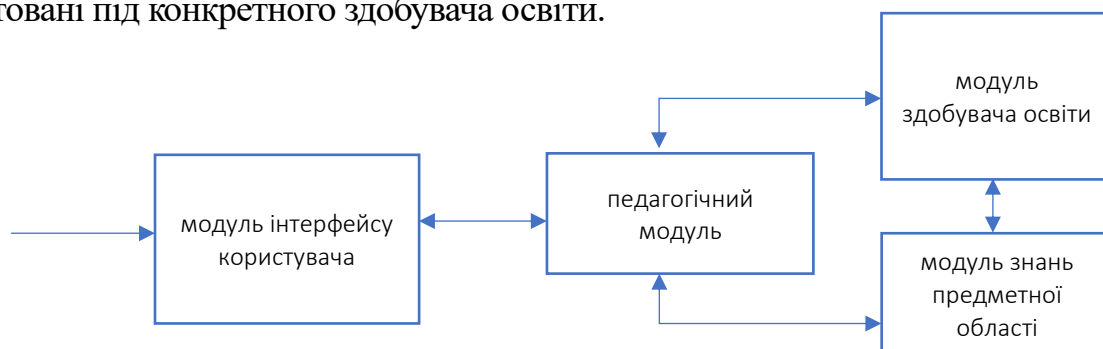 товані під конкретного здобувача освіти.
модуль
здобувача освіти
модуль інтерфейсу
користувача
педагогічний
модуль
модуль знань
предметної
області